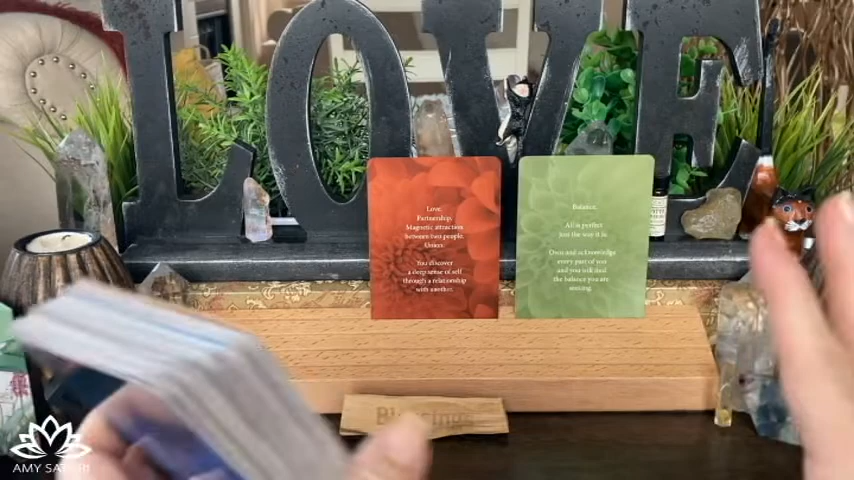 LOVE
Love.
Partnership.
Magnetic attraction
between two people.
Union.
You discover
a deep sense of self
through a relationship
with another.
Balance.
All is perfect
just the way it is.
Own and acknowledge
every part of you
and you will find
the balance you are
seeking.
Blessings
AMY